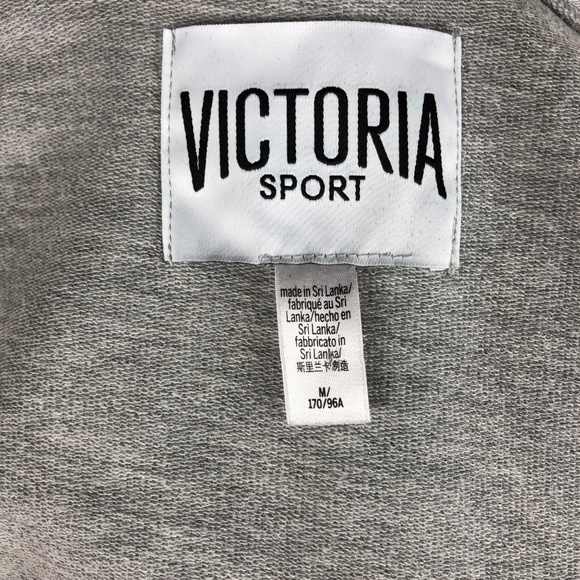 VICTORIA
SPORT
made in Sri Lanka/
fabriqué au Sri
Lanka/hecho en
Sri Lanka/
fabbricato in
Sri Lanka/
斯里兰卡制造
M/
170/96A